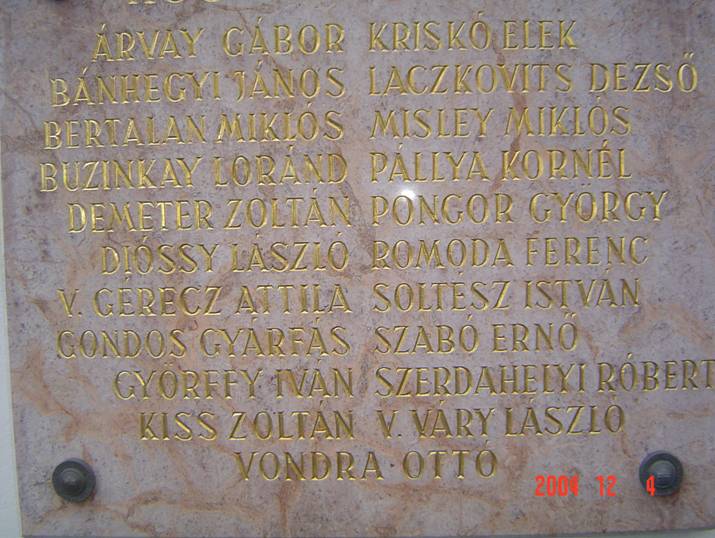 ÁRVAY GÁBOR KRISKÓ ELEK
BÁNHEGYI JÁNOS LACZKOVITS DEZSŐ
BERTALAN MIKLÓS MISLEY MIKLÓS
BUZINKAY LORÁND PÁLLYA KORNÉL
DEMETER ZOLTÁN PONGOR GYÖRGY
DIÓSSY LÁSZLÓ ROMODA FERENC
V. GÉRECZ ATTILA SOLTÉSZ ISTVÁN
GONDOS GYÁRFÁS SZABÓ ERNŐ
GYÖRFFY IVÁN SZERDAHELYI RÓBERT
KISS ZOLTÁN V. VÁRY LÁSZLÓ
VONDRA OTTÓ
2004 12 4